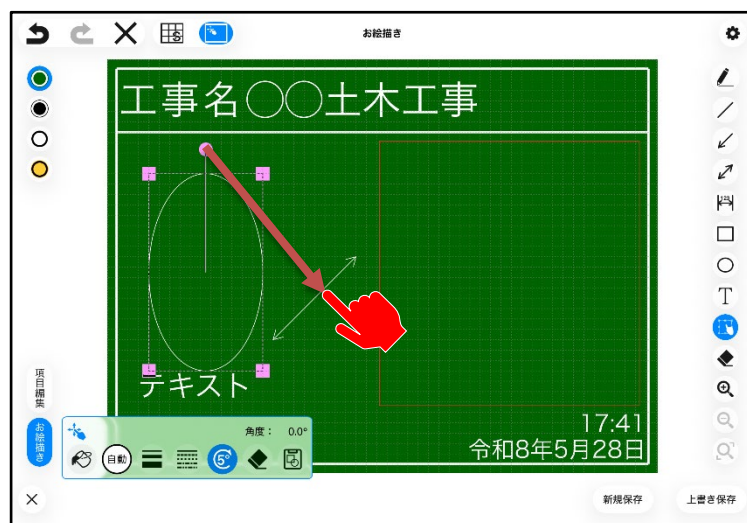 お絵描き
工事名○○土木工事
テキスト
17:41
令和8年5月28日
項目編集
お絵描き
角度： 0.0°
自動
5°
123
T
S
新規保存
上書き保存